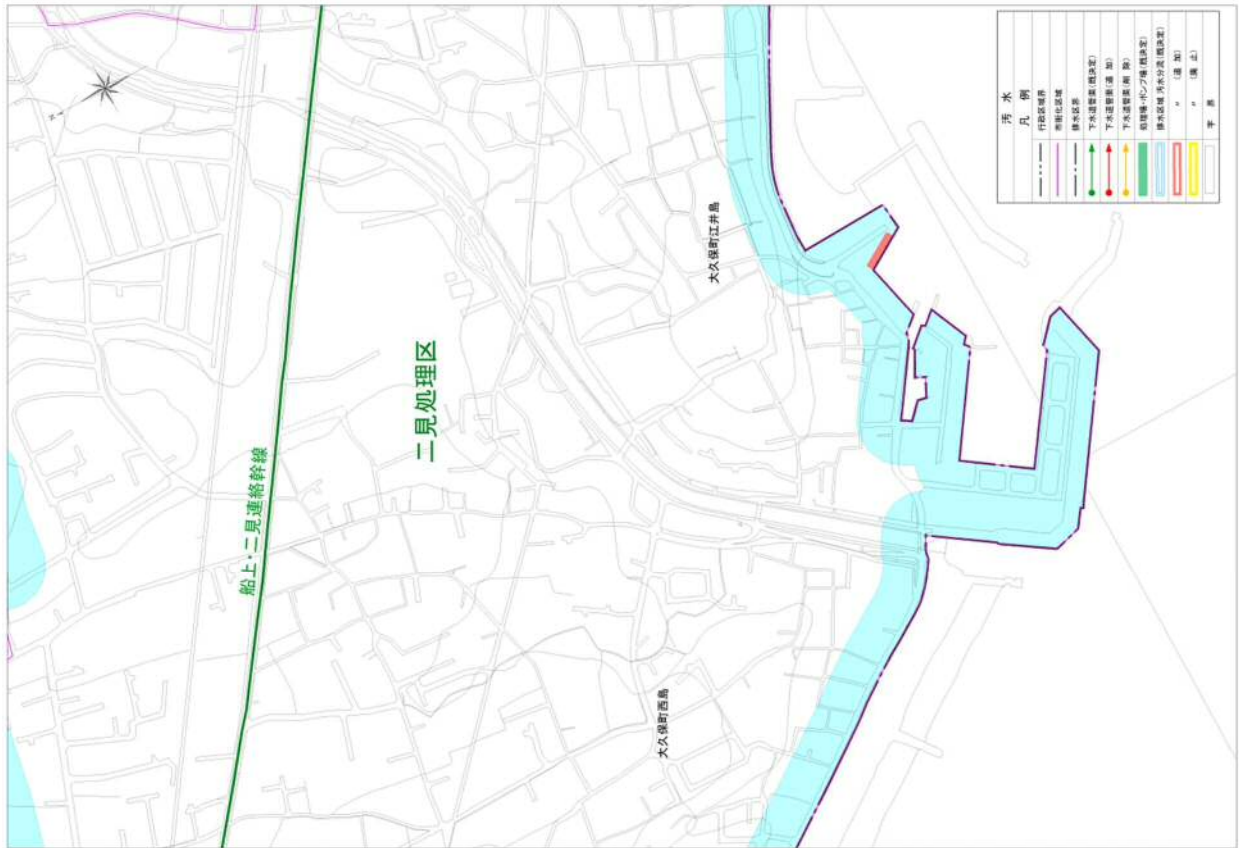 汚水
凡例
行政区域界
市街化区域
排水区界
下水道管渠(既決定)
下水道管渠(追 加)
下水道管渠(削 除)
処理場・ポンプ場(既決定)
排水区域 汚水分流(既決定)
〃 (追 加)
〃 (廃 止)
字 界
N
船上・二見連絡幹線
二見処理区
大久保町江井島
大久保町西島